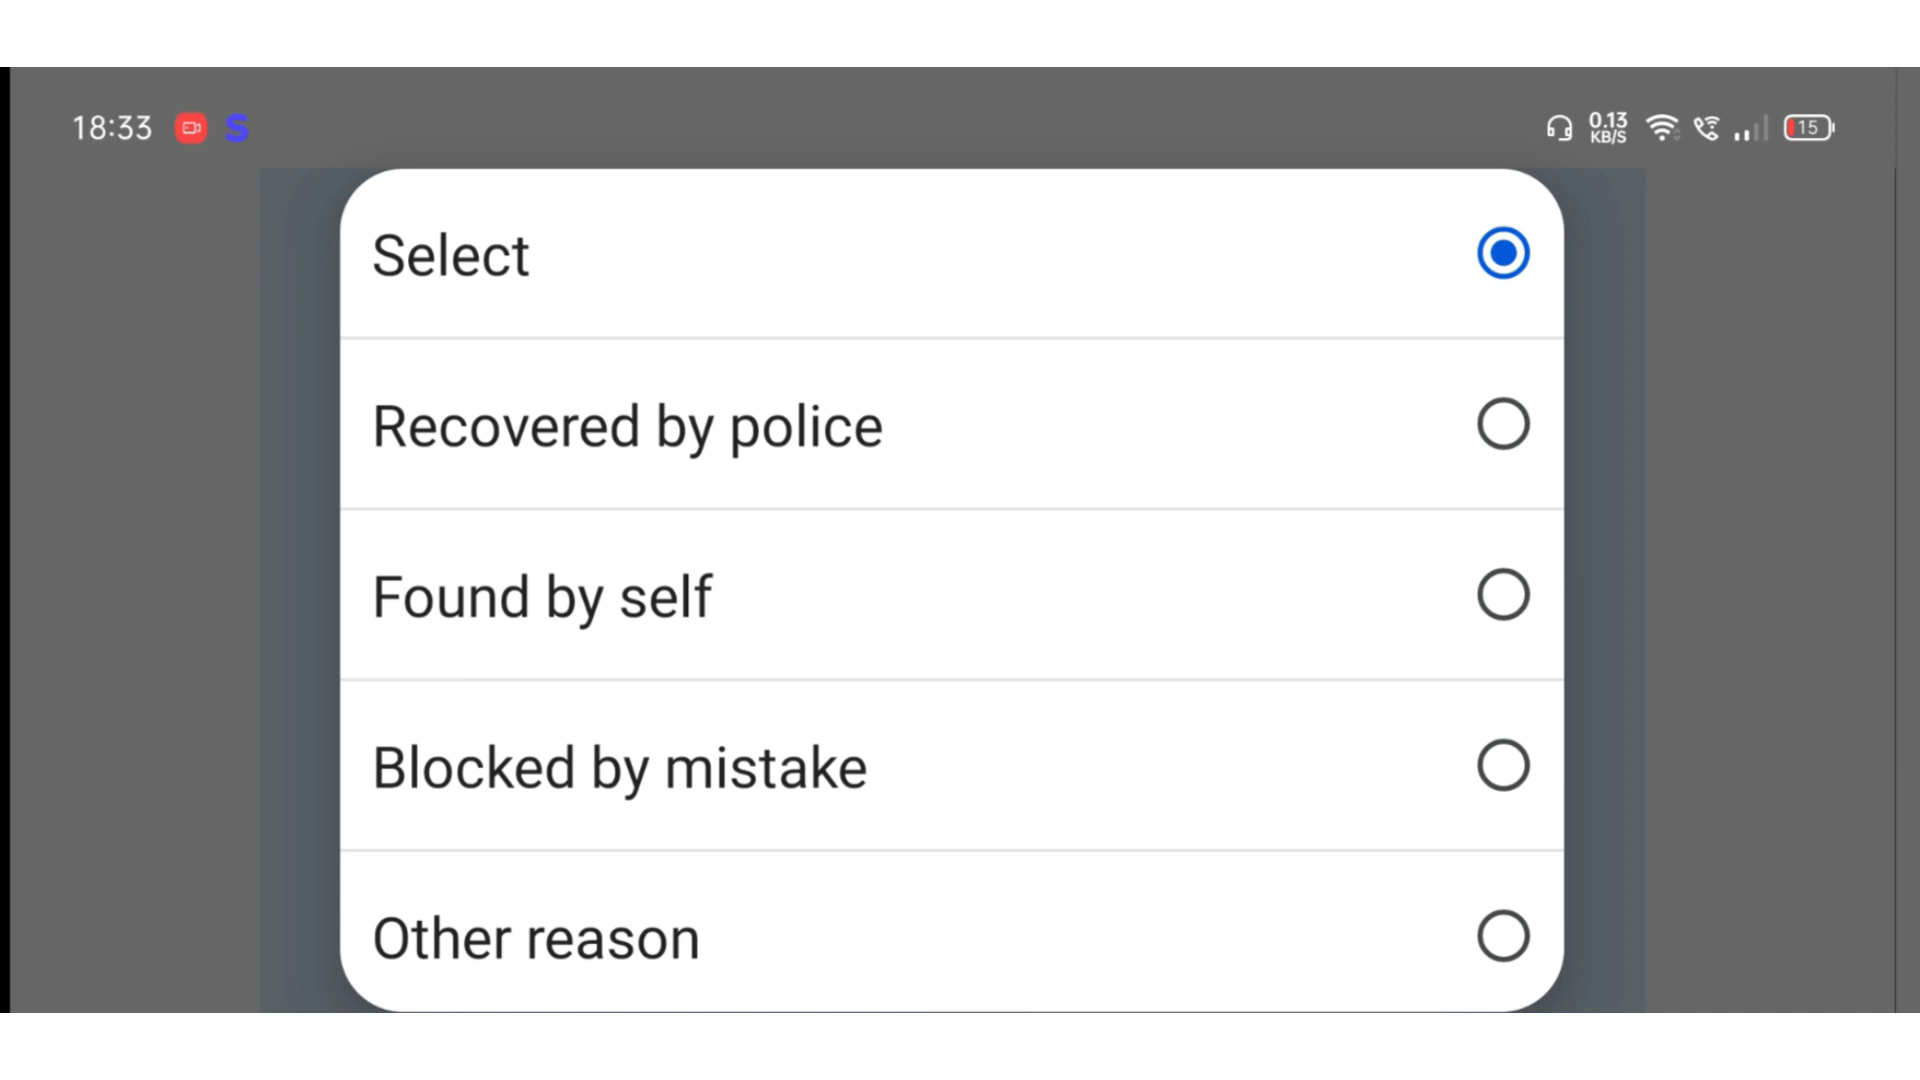 18:33 S 0.13 KB/S 15
Select
Recovered by police
Found by self
Blocked by mistake
Other reason